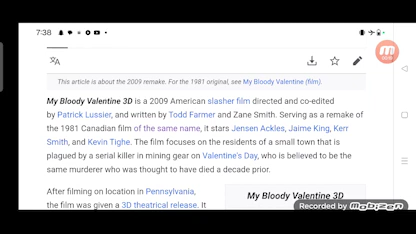 7:38
This article is about the 2009 remake. For the 1981 original, see My Bloody Valentine (film).
My Bloody Valentine 3D is a 2009 American slasher film directed and co-edited
by Patrick Lussier, and written by Todd Farmer and Zane Smith. Serving as a remake of
the 1981 Canadian film of the same name, it stars Jensen Ackles, Jaime King, Kerr
Smith, and Kevin Tighe. The film focuses on the residents of a small town that is
plagued by a serial killer in mining gear on Valentine's Day, who is believed to be the
same murderer who was thought to have died a decade prior.
After filming on location in Pennsylvania,
the film was given a 3D theatrical release. It
My Bloody Valentine 3D
Recorded by Mobizen